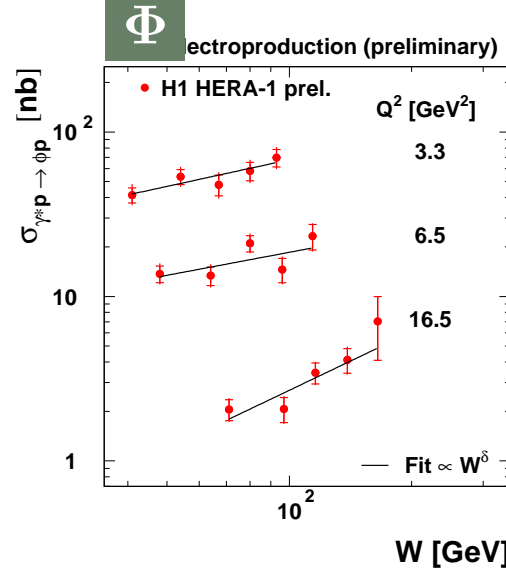 Φ
lectroproduction (preliminary)
H1 HERA-1 prel.
Q² [GeV²]
3.3
6.5
16.5
σ γ*p → ϕp [nb]
10²
10
1
10²
Fit ∝ W^δ
W [GeV]